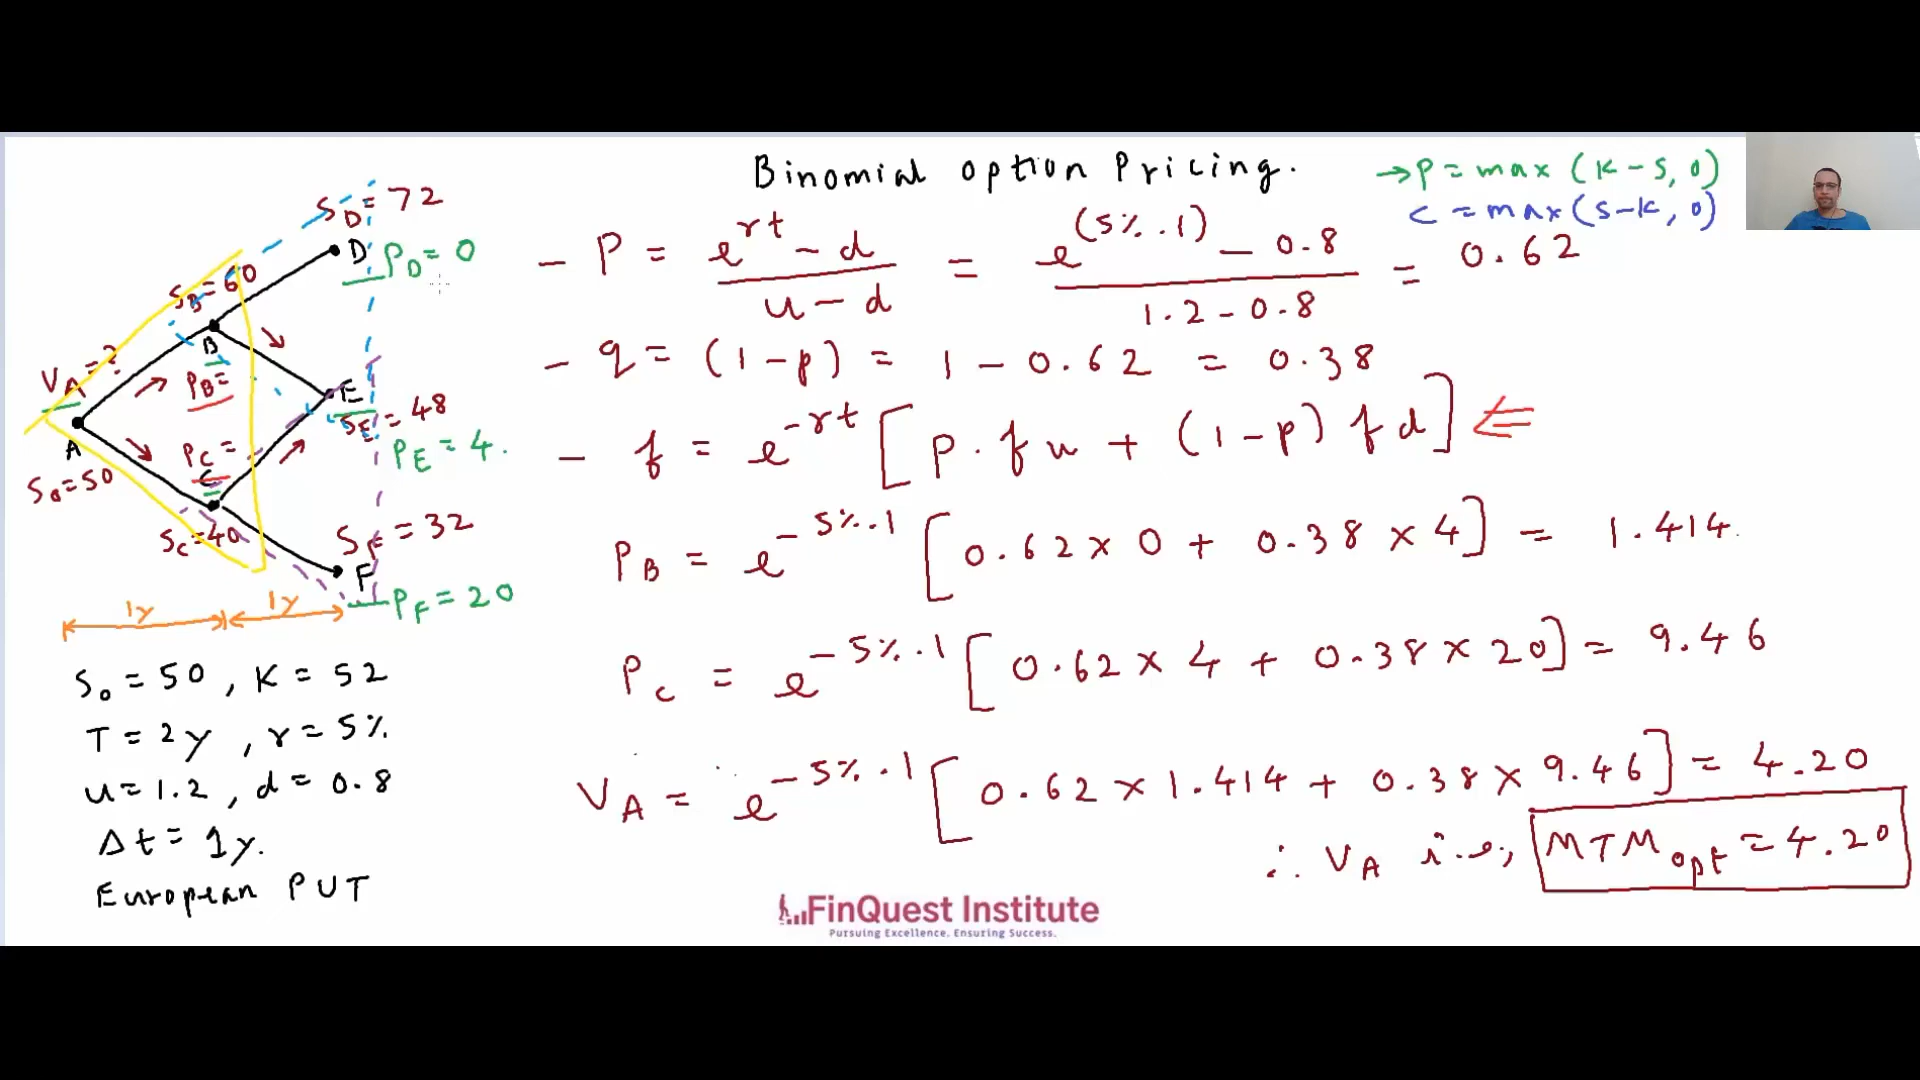 Binomial option Pricing.
→ P = max (K-S, 0)
C = max (S-K, 0)
S_D = 72
D P_D = 0
S_B = 60
B
P_B =
V_A = ?
A
S_0 = 50
P_C =
C
S_C = 40
E
S_E = 48
P_E = 4.
S_F = 32
F
P_F = 20
1y 1y
S_0 = 50, K = 52
T = 2y, r = 5%
u = 1.2, d = 0.8
Δt = 1y.
European PUT
- P = (e^{rt} - d) / (u - d) = (e^{(5%.1)} - 0.8) / (1.2 - 0.8) = 0.62
- q = (1-p) = 1 - 0.62 = 0.38
- f = e^{-rt} [P. fu + (1-p) fd] ⇐
P_B = e^{-5%.1} [0.62 x 0 + 0.38 x 4] = 1.414.
P_C = e^{-5%.1} [0.62 x 4 + 0.38 x 20] = 9.46
V_A = e^{-5%.1} [0.62 x 1.414 + 0.38 x 9.46] = 4.20
∴ V_A i.e; MTM_opt = 4.20
FinQuest Institute
Pursuing Excellence. Ensuring Success.